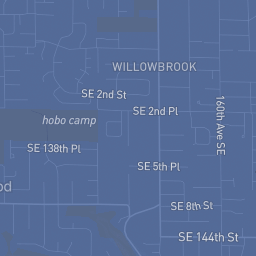 WILLOWBROOK
SE 2nd St
SE 2nd Pl
hobo camp
160th Ave SE
SE 138th Pl
SE 5th Pl
od
SE 8th St
SE 144th St